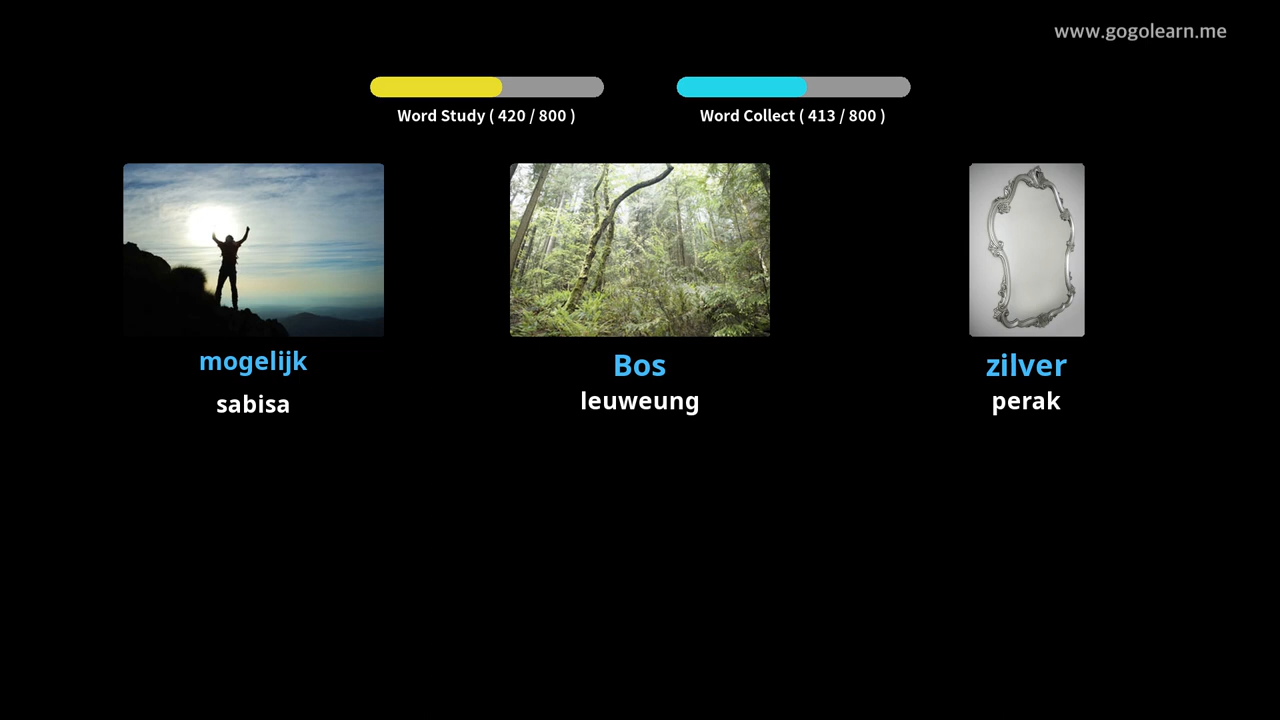 www.gogolearn.me
Word Study ( 420 / 800 )
Word Collect ( 413 / 800 )
mogelijk
sabisa
Bos
leuweung
zilver
perak